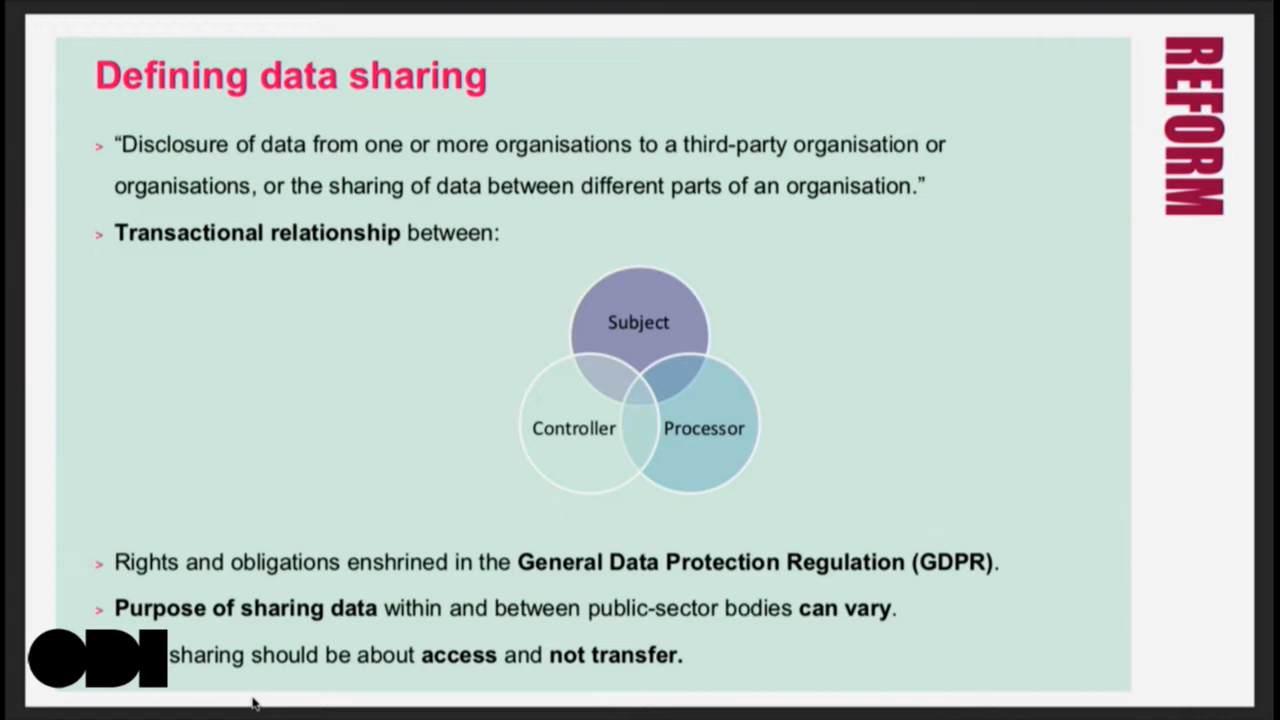 Defining data sharing
REFORM
> “Disclosure of data from one or more organisations to a third-party organisation or
organisations, or the sharing of data between different parts of an organisation.”
> Transactional relationship between:
Subject
Controller
Processor
> Rights and obligations enshrined in the General Data Protection Regulation (GDPR).
> Purpose of sharing data within and between public-sector bodies can vary.
ODI
sharing should be about access and not transfer.